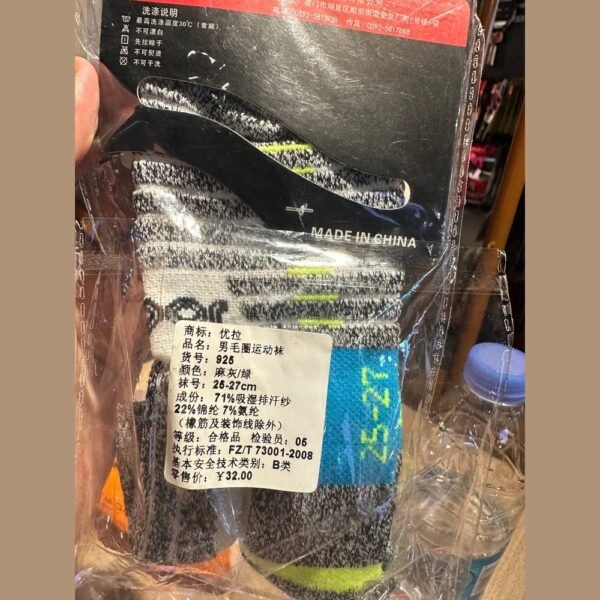 洗涤说明
最高洗涤温度30℃(常规)
不可漂白
先拉晾干
不可熨烫
不可干洗
MADE IN CHINA
商标：优拉
品名：男毛圈运动袜
货号：925
颜色：麻灰/绿
袜号：25-27cm
成份：71%吸湿排汗纱
22%锦纶 7%氨纶
（橡筋及装饰线除外）
等级：合格品 检验员：05
执行标准：FZ/T 73001-2008
基本安全技术类别：B类
零售价：¥32.00
25-27